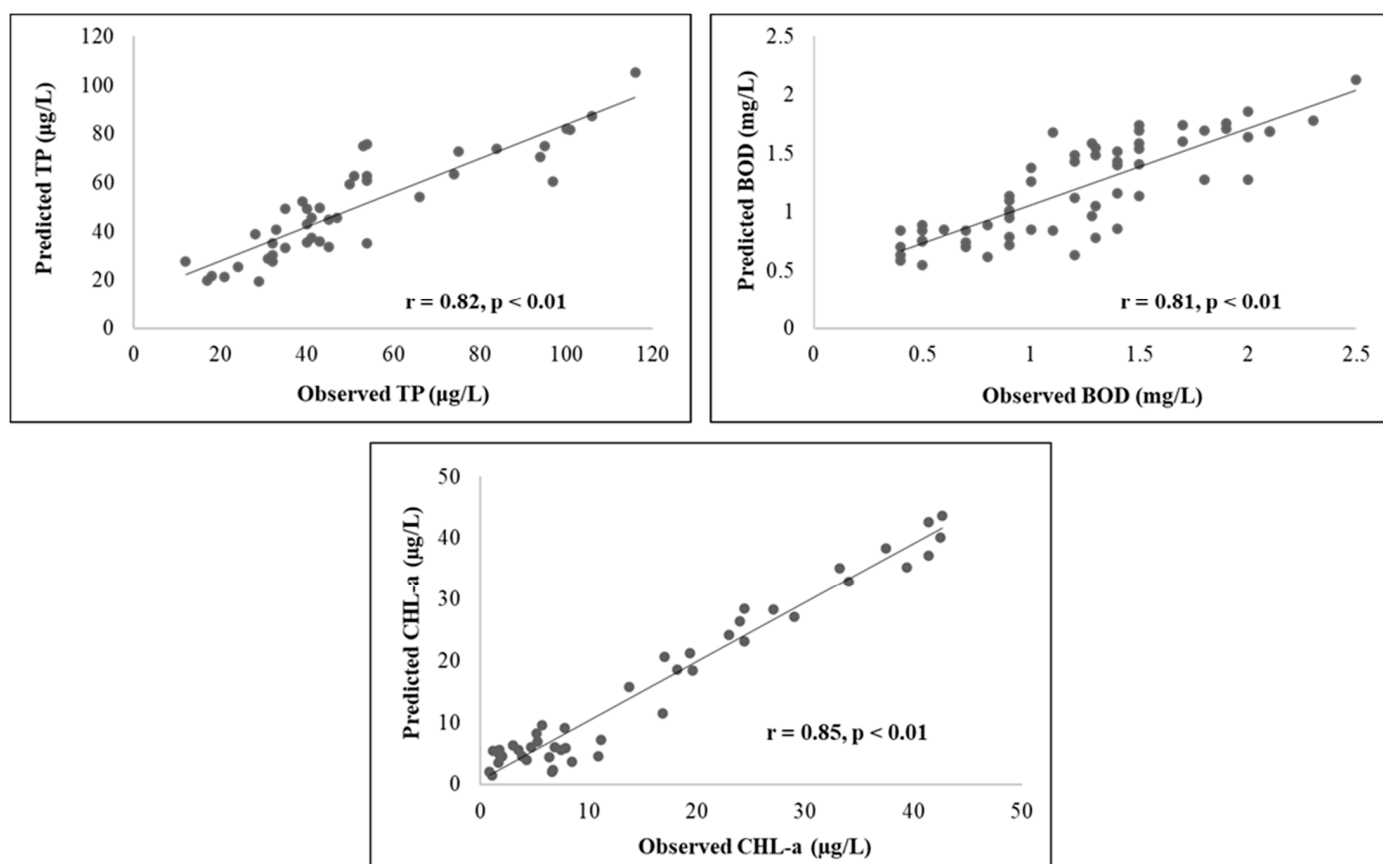 Predicted TP (µg/L)
120
100
80
60
40
20
0
r = 0.82, p < 0.01
0 20 40 60 80 100 120
Observed TP (µg/L)
Predicted BOD (mg/L)
2.5
2
1.5
1
0.5
0
r = 0.81, p < 0.01
0 0.5 1 1.5 2 2.5
Observed BOD (mg/L)
Predicted CHL-a (µg/L)
50
40
30
20
10
0
r = 0.85, p < 0.01
0 10 20 30 40 50
Observed CHL-a (µg/L)